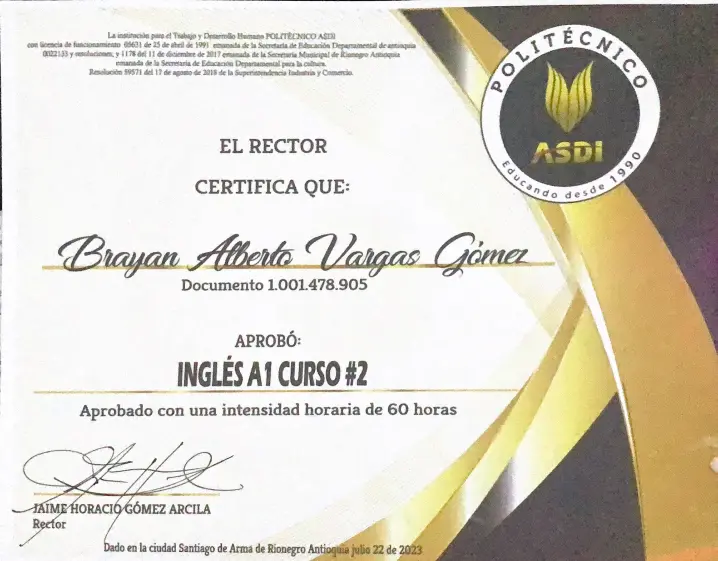 La institución para el Trabajo y Desarrollo Humano POLITÉCNICO ASDI
con licencia de funcionamiento 05631 de 25 de abril de 1991 emanada de la Secretaria de Educación Departamental de antioquia
0022133 y resoluciones, y 1178 del 11 de diciembre de 2017 emanada de la Secretaria Municipal de Rionegro Antioquia
emanada de la Secretaria de Educación Departamental para la cultura.
Resolución 59571 del 17 de agosto de 2018 de la Superintendencia Industria y Comercio.
POLITÉCNICO
ASDI
Educando desde 1990
EL RECTOR
CERTIFICA QUE:
Brayan Alberto Vargas Gómez
Documento 1.001.478.905
APROBÓ:
INGLÉS A1 CURSO #2
Aprobado con una intensidad horaria de 60 horas
JAIME HORACIO GÓMEZ ARCILA
Rector
Dado en la ciudad Santiago de Arma de Rionegro Antioquia julio 22 de 2023